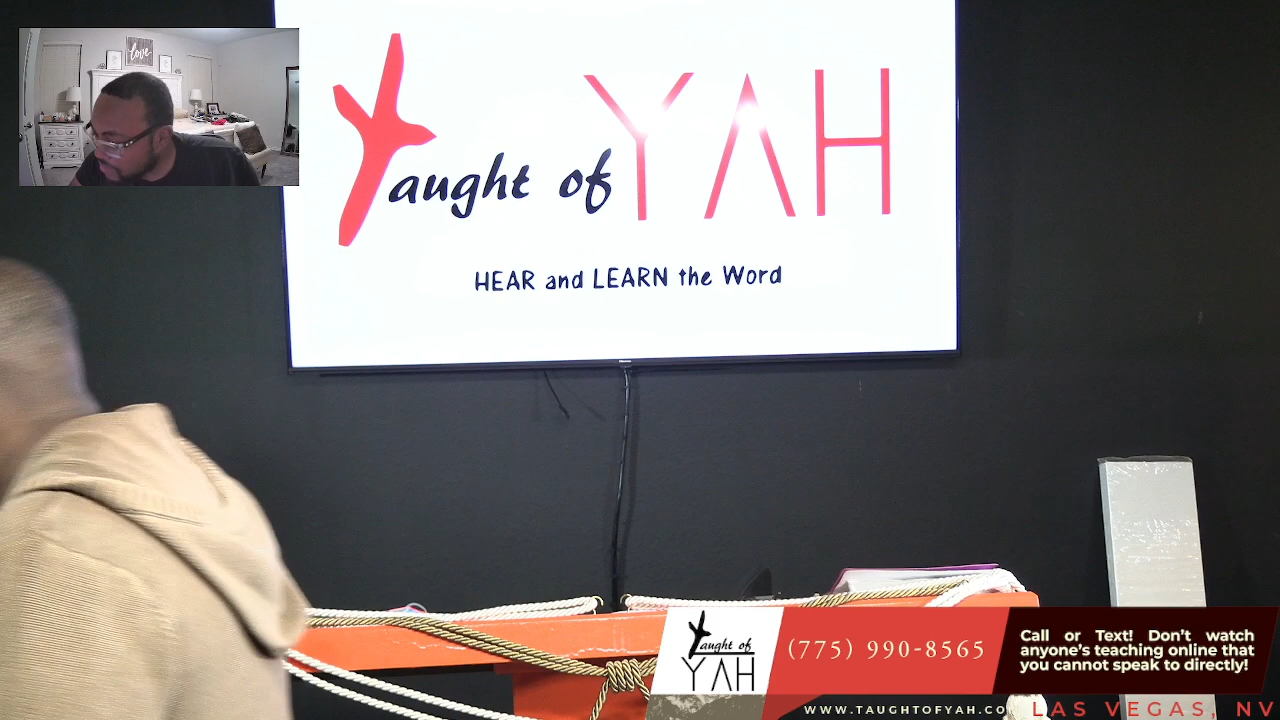 love
Taught of YAH
HEAR and LEARN the Word
Hisense
Taught of
YAH
(775) 990-8565
Call or Text! Don't watch
anyone's teaching online that
you cannot speak to directly!
WWW.TAUGHTOFYAH.CO
LAS VEGAS, NV